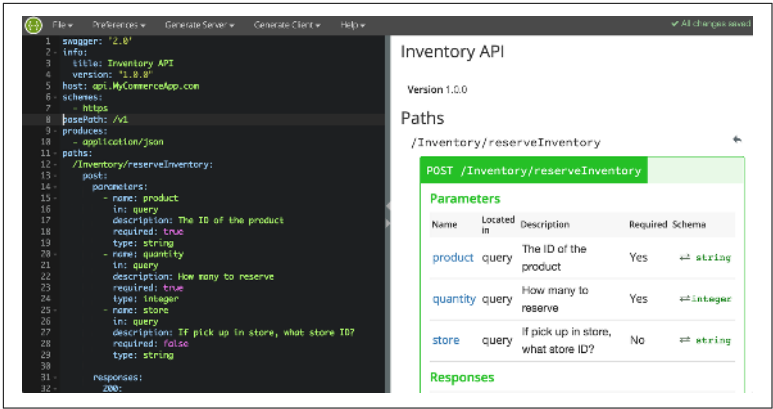 File Preferences Generate Server Generate Client Help All changes saved
1 swagger: '2.0'
2 info:
3 title: Inventory API
4 version: "1.0.0"
5 host: api.MyCommerceApp.com
6 schemes:
7 - https
8 basePath: /v1
9 produces:
10 - application/json
11 paths:
12 /Inventory/reserveInventory:
13 post:
14 parameters:
15 - name: product
16 in: query
17 description: The ID of the product
18 required: true
19 type: string
20 - name: quantity
21 in: query
22 description: How many to reserve
23 required: true
24 type: integer
25 - name: store
26 in: query
27 description: If pick up in store, what store ID?
28 required: false
29 type: string
30
31 responses:
32 200:
Inventory API
Version 1.0.0
Paths
/Inventory/reserveInventory
POST /Inventory/reserveInventory
Parameters
Name Located in Description Required Schema
product query The ID of the product Yes string
quantity query How many to reserve Yes integer
store query If pick up in store, what store ID? No string
Responses